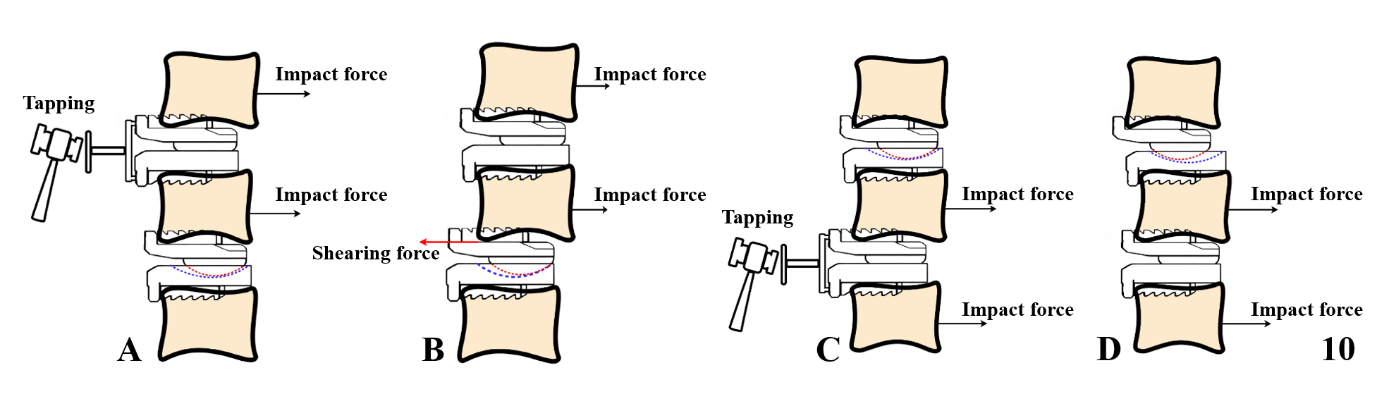 Impact force
Tapping
Impact force
A
Impact force
Impact force
Shearing force
B
Impact force
Tapping
Impact force
C
Impact force
Impact force
D
10